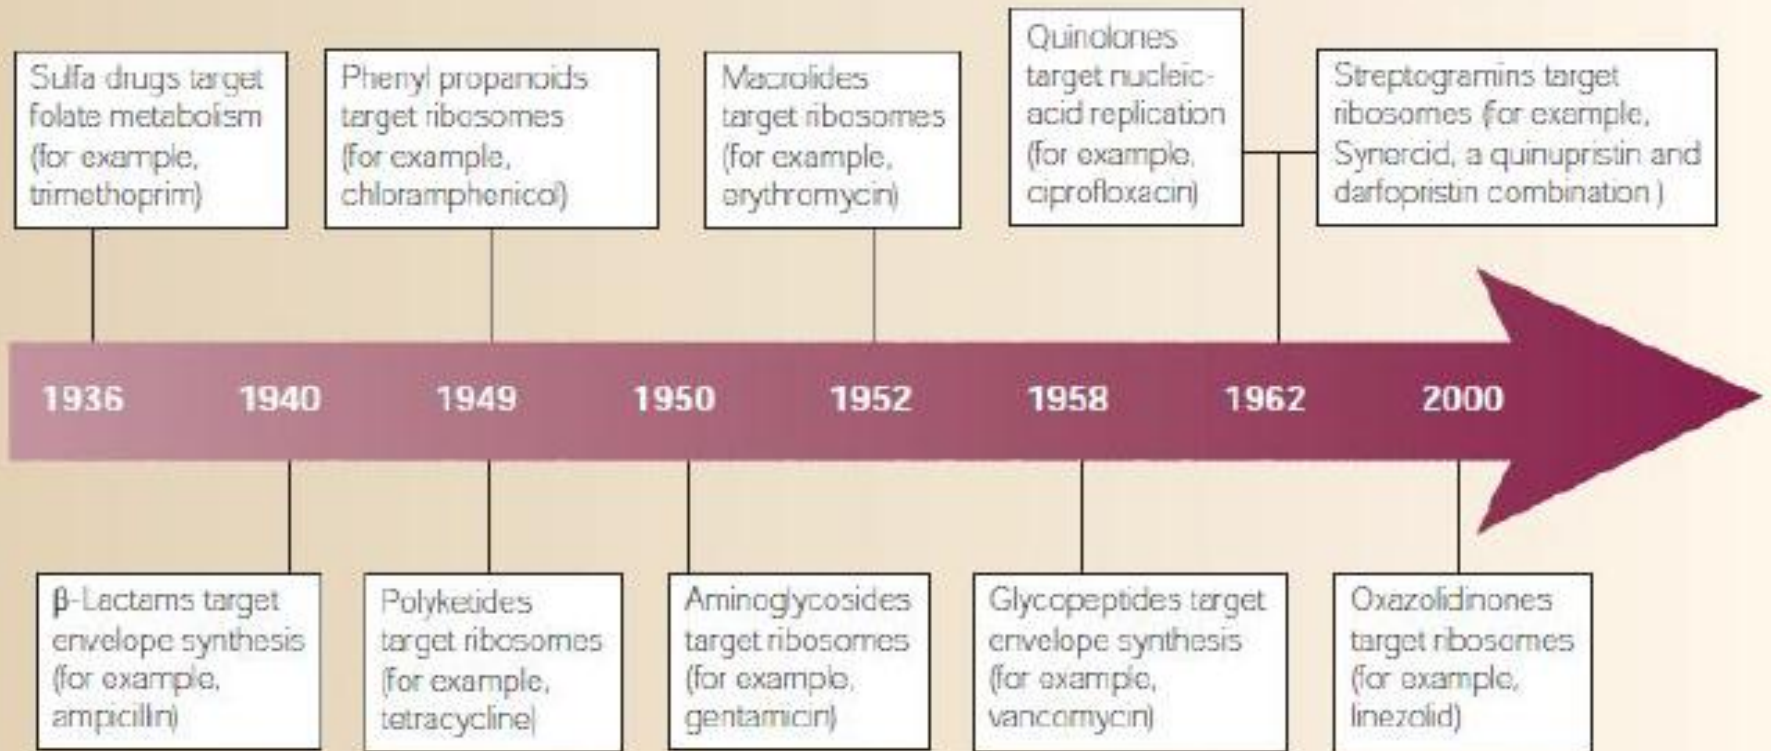 Sulfa drugs target
folate metabolism
(for example,
trimethoprim)
Phenyl propanoids
target ribosomes
(for example,
chloramphenicol)
Macrolides
target ribosomes
(for example,
erythromycin)
Quinolones
target nucleic-
acid replication
(for example,
ciprofloxacin)
Streptogramins target
ribosomes (for example,
Synercid, a quinupristin and
darfopristin combination )
1936 1940 1949 1950 1952 1958 1962 2000
β-Lactams target
envelope synthesis
(for example,
ampicillin)
Polyketides
target ribosomes
(for example,
tetracycline)
Aminoglycosides
target ribosomes
(for example,
gentamicin)
Glycopeptides target
envelope synthesis
(for example,
vancomycin)
Oxazolidinones
target ribosomes
(for example,
linezolid)